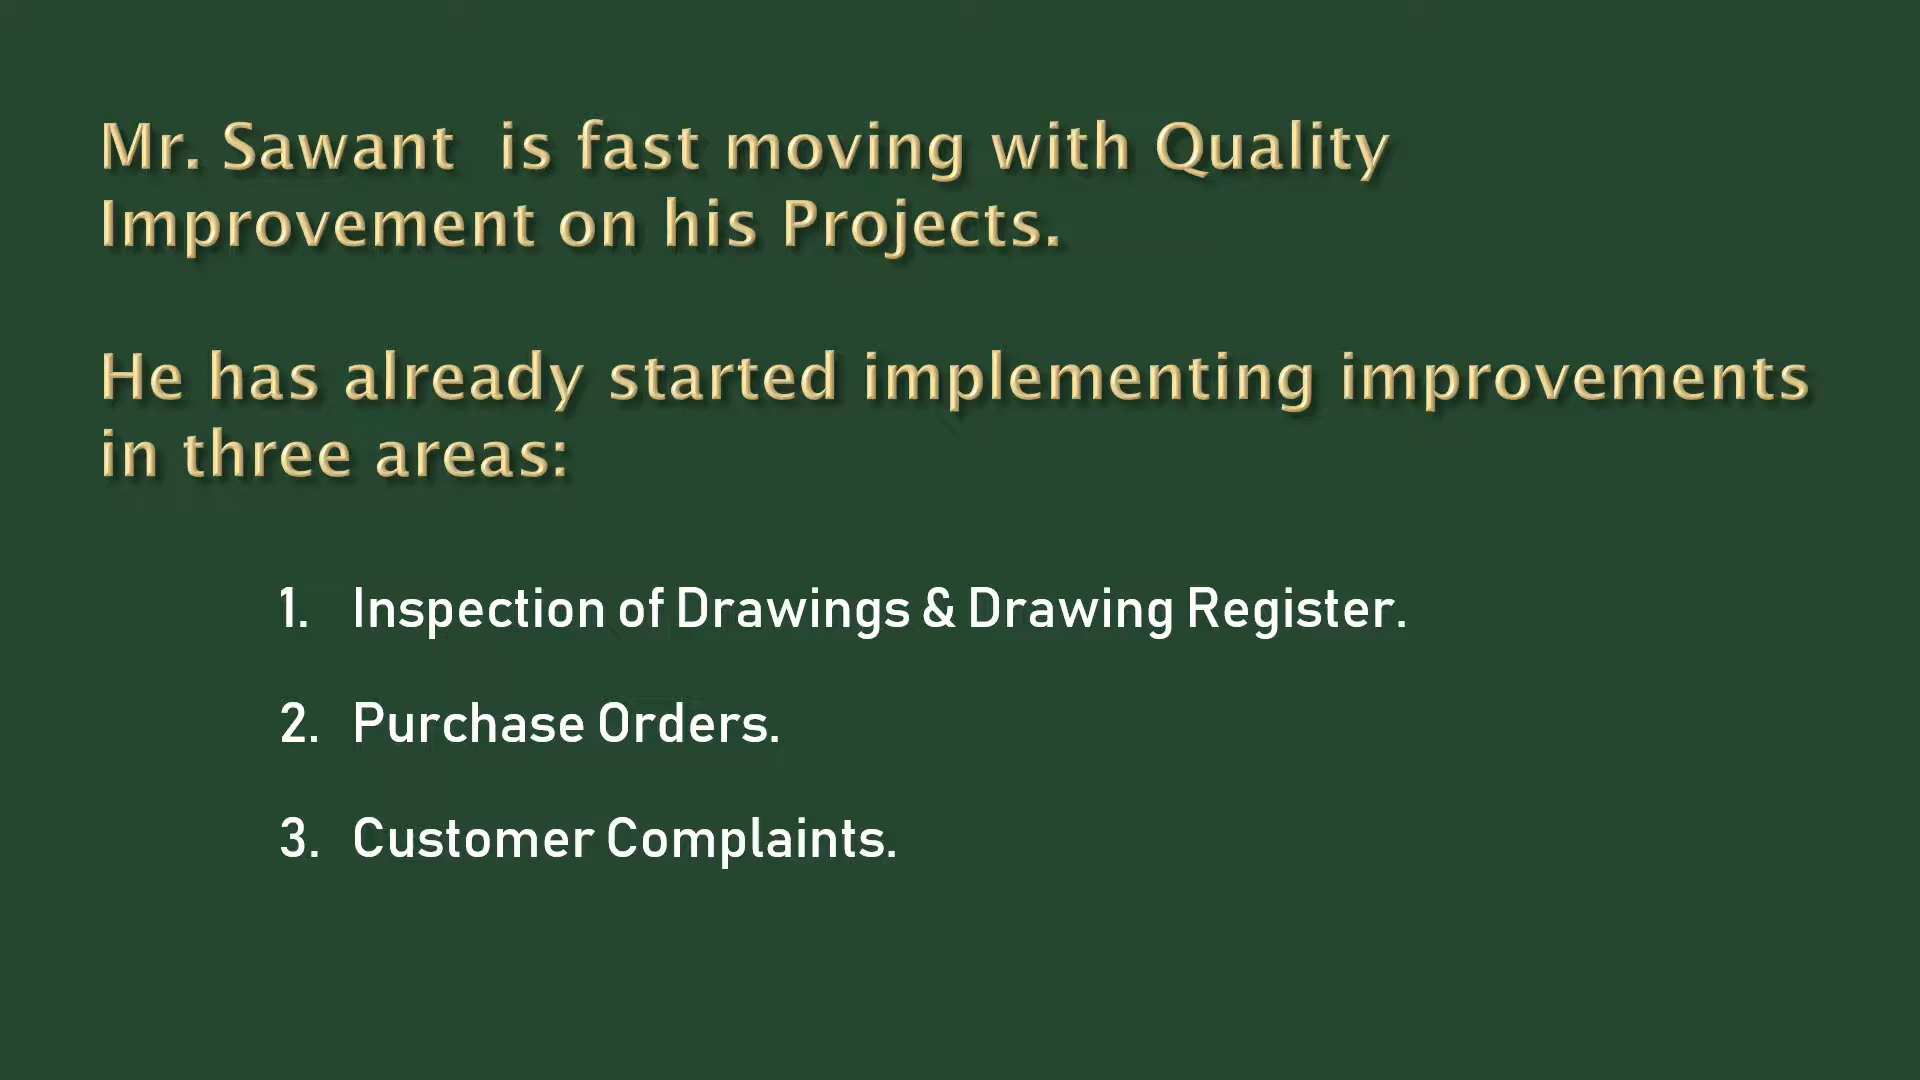 Mr. Sawant  is fast moving with Quality
Improvement on his Projects.
He has already started implementing improvements
in three areas:
1. Inspection of Drawings & Drawing Register.
2. Purchase Orders.
3. Customer Complaints.